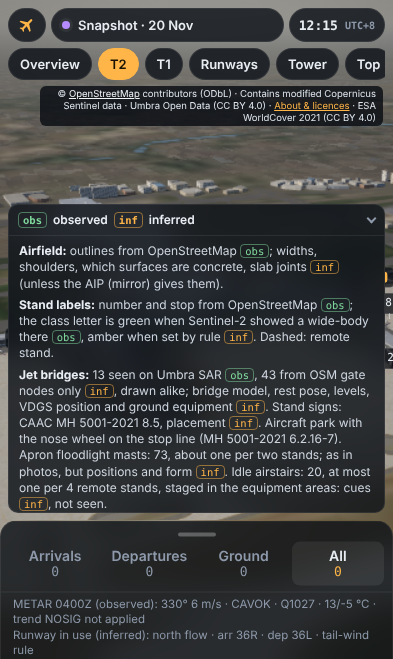 Snapshot · 20 Nov
12:15 UTC+8
Overview T2 T1 Runways Tower Top
© OpenStreetMap contributors (ODbL) · Contains modified Copernicus
Sentinel data · Umbra Open Data (CC BY 4.0) · About & licences · ESA
WorldCover 2021 (CC BY 4.0)
obs observed inf inferred
Airfield: outlines from OpenStreetMap obs; widths,
shoulders, which surfaces are concrete, slab joints inf
(unless the AIP (mirror) gives them).
Stand labels: number and stop from OpenStreetMap obs;
the class letter is green when Sentinel-2 showed a wide-body
there obs, amber when set by rule inf. Dashed: remote
stand.
Jet bridges: 13 seen on Umbra SAR obs, 43 from OSM gate
nodes only inf, drawn alike; bridge model, rest pose, levels,
VDGS position and ground equipment inf. Stand signs:
CAAC MH 5001-2021 8.5, placement inf. Aircraft park with
the nose wheel on the stop line (MH 5001-2021 6.2.16-7).
Apron floodlight masts: 73, about one per two stands; as in
photos, but positions and form inf. Idle airstairs: 20, at most
one per 4 remote stands, staged in the equipment areas: cues
inf, not seen.
8
2
Arrivals Departures Ground All
0 0 0 0
METAR 0400Z (observed): 330° 6 m/s · CAVOK · Q1027 · 13/-5 °C ·
trend NOSIG not applied
Runway in use (inferred): north flow · arr 36R · dep 36L · tail-wind
rule